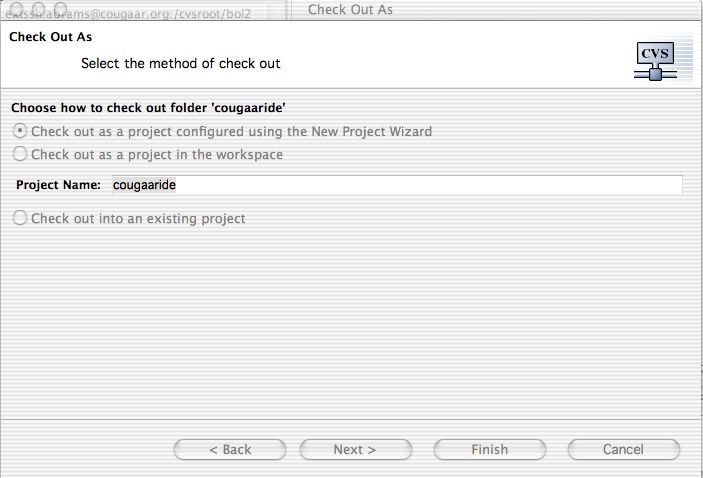 :extssh:abrams@cougaar.org:/cvsroot/bol2
Check Out As
Check Out As
Select the method of check out
CVS
Choose how to check out folder 'cougaaride'
Check out as a project configured using the New Project Wizard
Check out as a project in the workspace
Project Name: cougaaride
Check out into an existing project
< Back Next > Finish Cancel